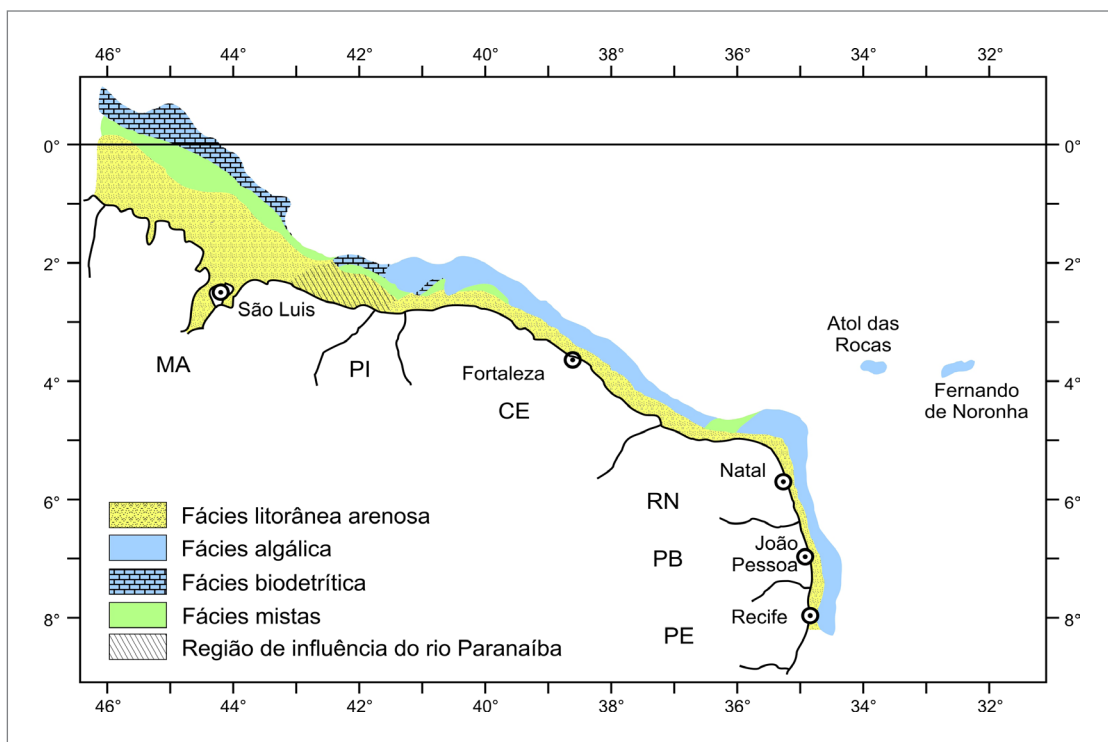 46° 44° 42° 40° 38° 36° 34° 32°
0° 0°
São Luis
2° 2°
MA
PI
Fortaleza
CE
Atol das
Rocas
Fernando
de Noronha
4° 4°
Natal
RN
João
Pessoa
PB
Recife
PE
6° 6°
8° 8°
Fácies litorânea arenosa
Fácies algálica
Fácies biodetrítica
Fácies mistas
Região de influência do rio Paranaíba
46° 44° 42° 40° 38° 36° 34° 32°